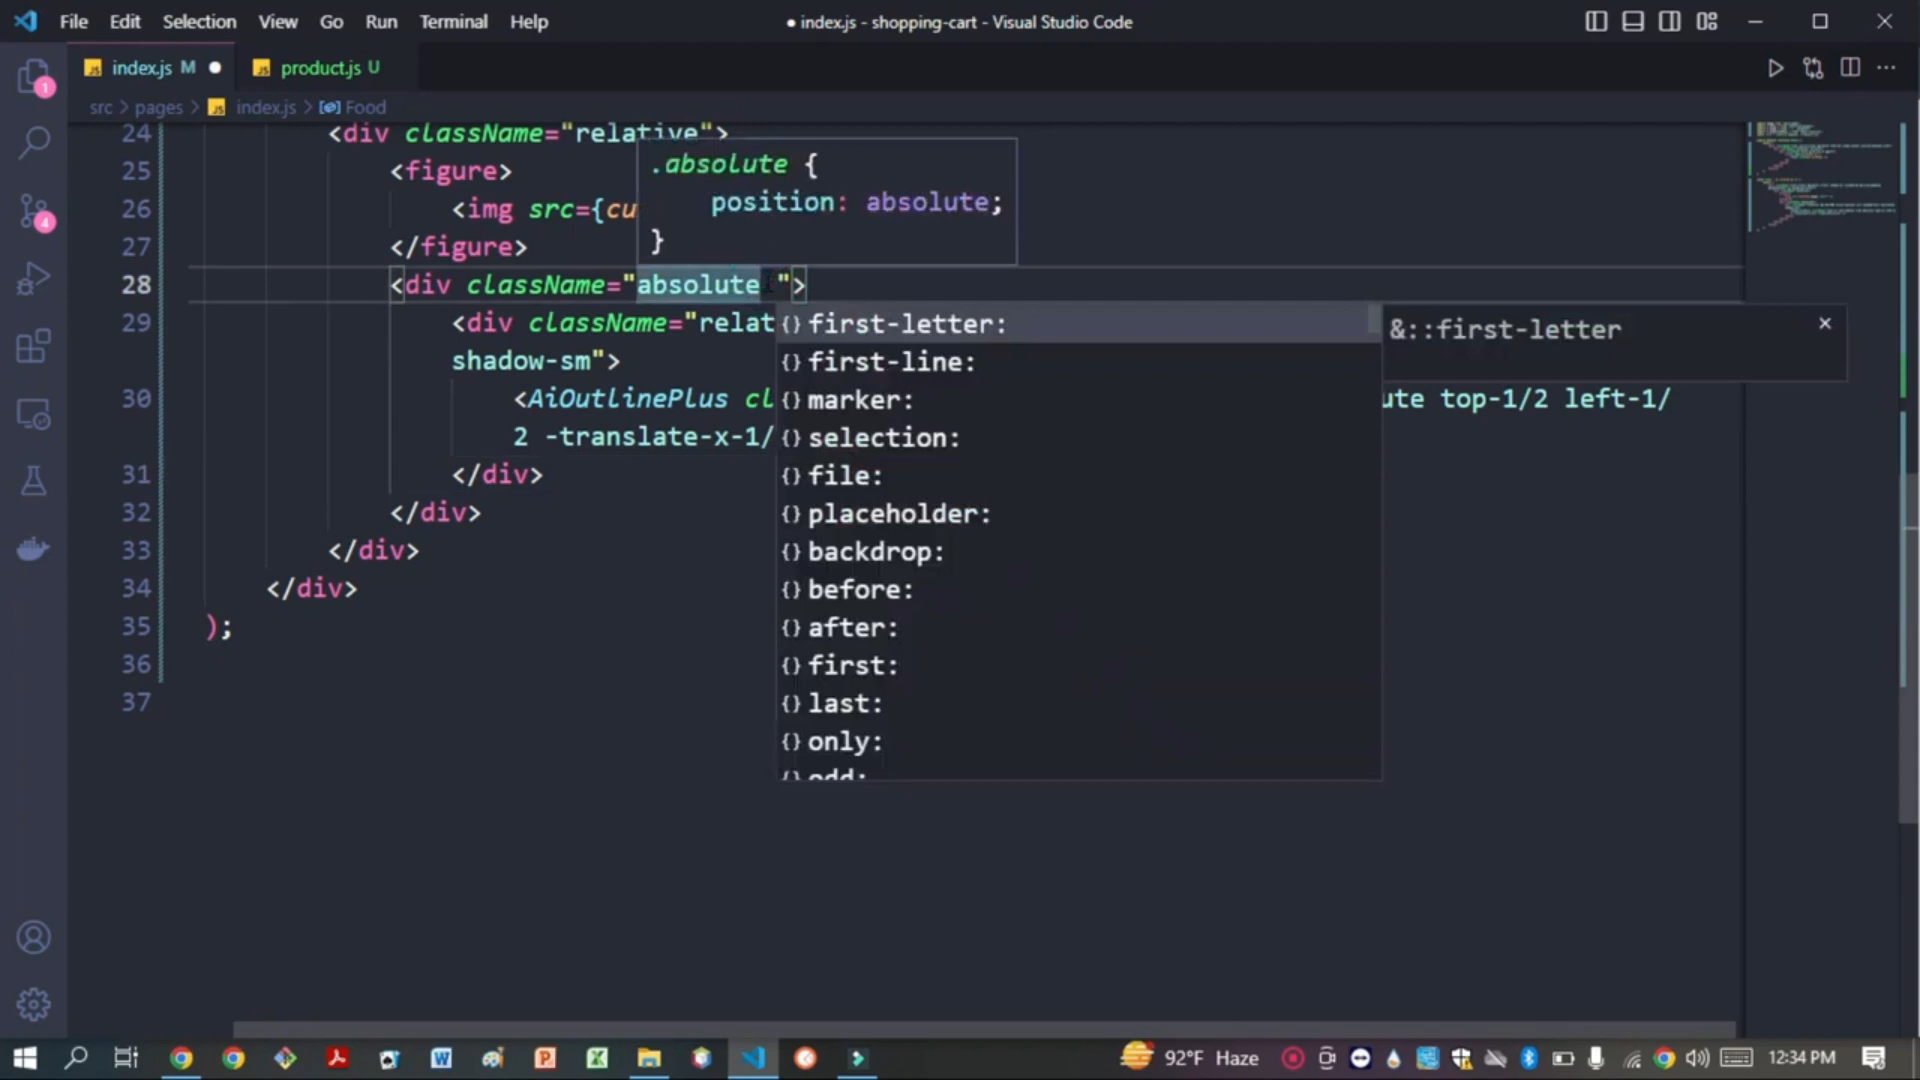 File Edit Selection View Go Run Terminal Help
● index.js - shopping-cart - Visual Studio Code
index.js M ●
product.js U
src > pages > index.js > Food
1
4
24 <div className="relative">
25 <figure>
26 <img src={cu
27 </figure>
28 <div className="absolute ">
29 <div className="relat
shadow-sm">
30 <AiOutlinePlus cl
ute top-1/2 left-1/
2 -translate-x-1/
31 </div>
32 </div>
33 </div>
34 </div>
35 );
36
37
.absolute {
position: absolute;
}
{} first-letter:
{} first-line:
{} marker:
{} selection:
{} file:
{} placeholder:
{} backdrop:
{} before:
{} after:
{} first:
{} last:
{} only:
{} odd:
&::first-letter
92°F Haze
12:34 PM